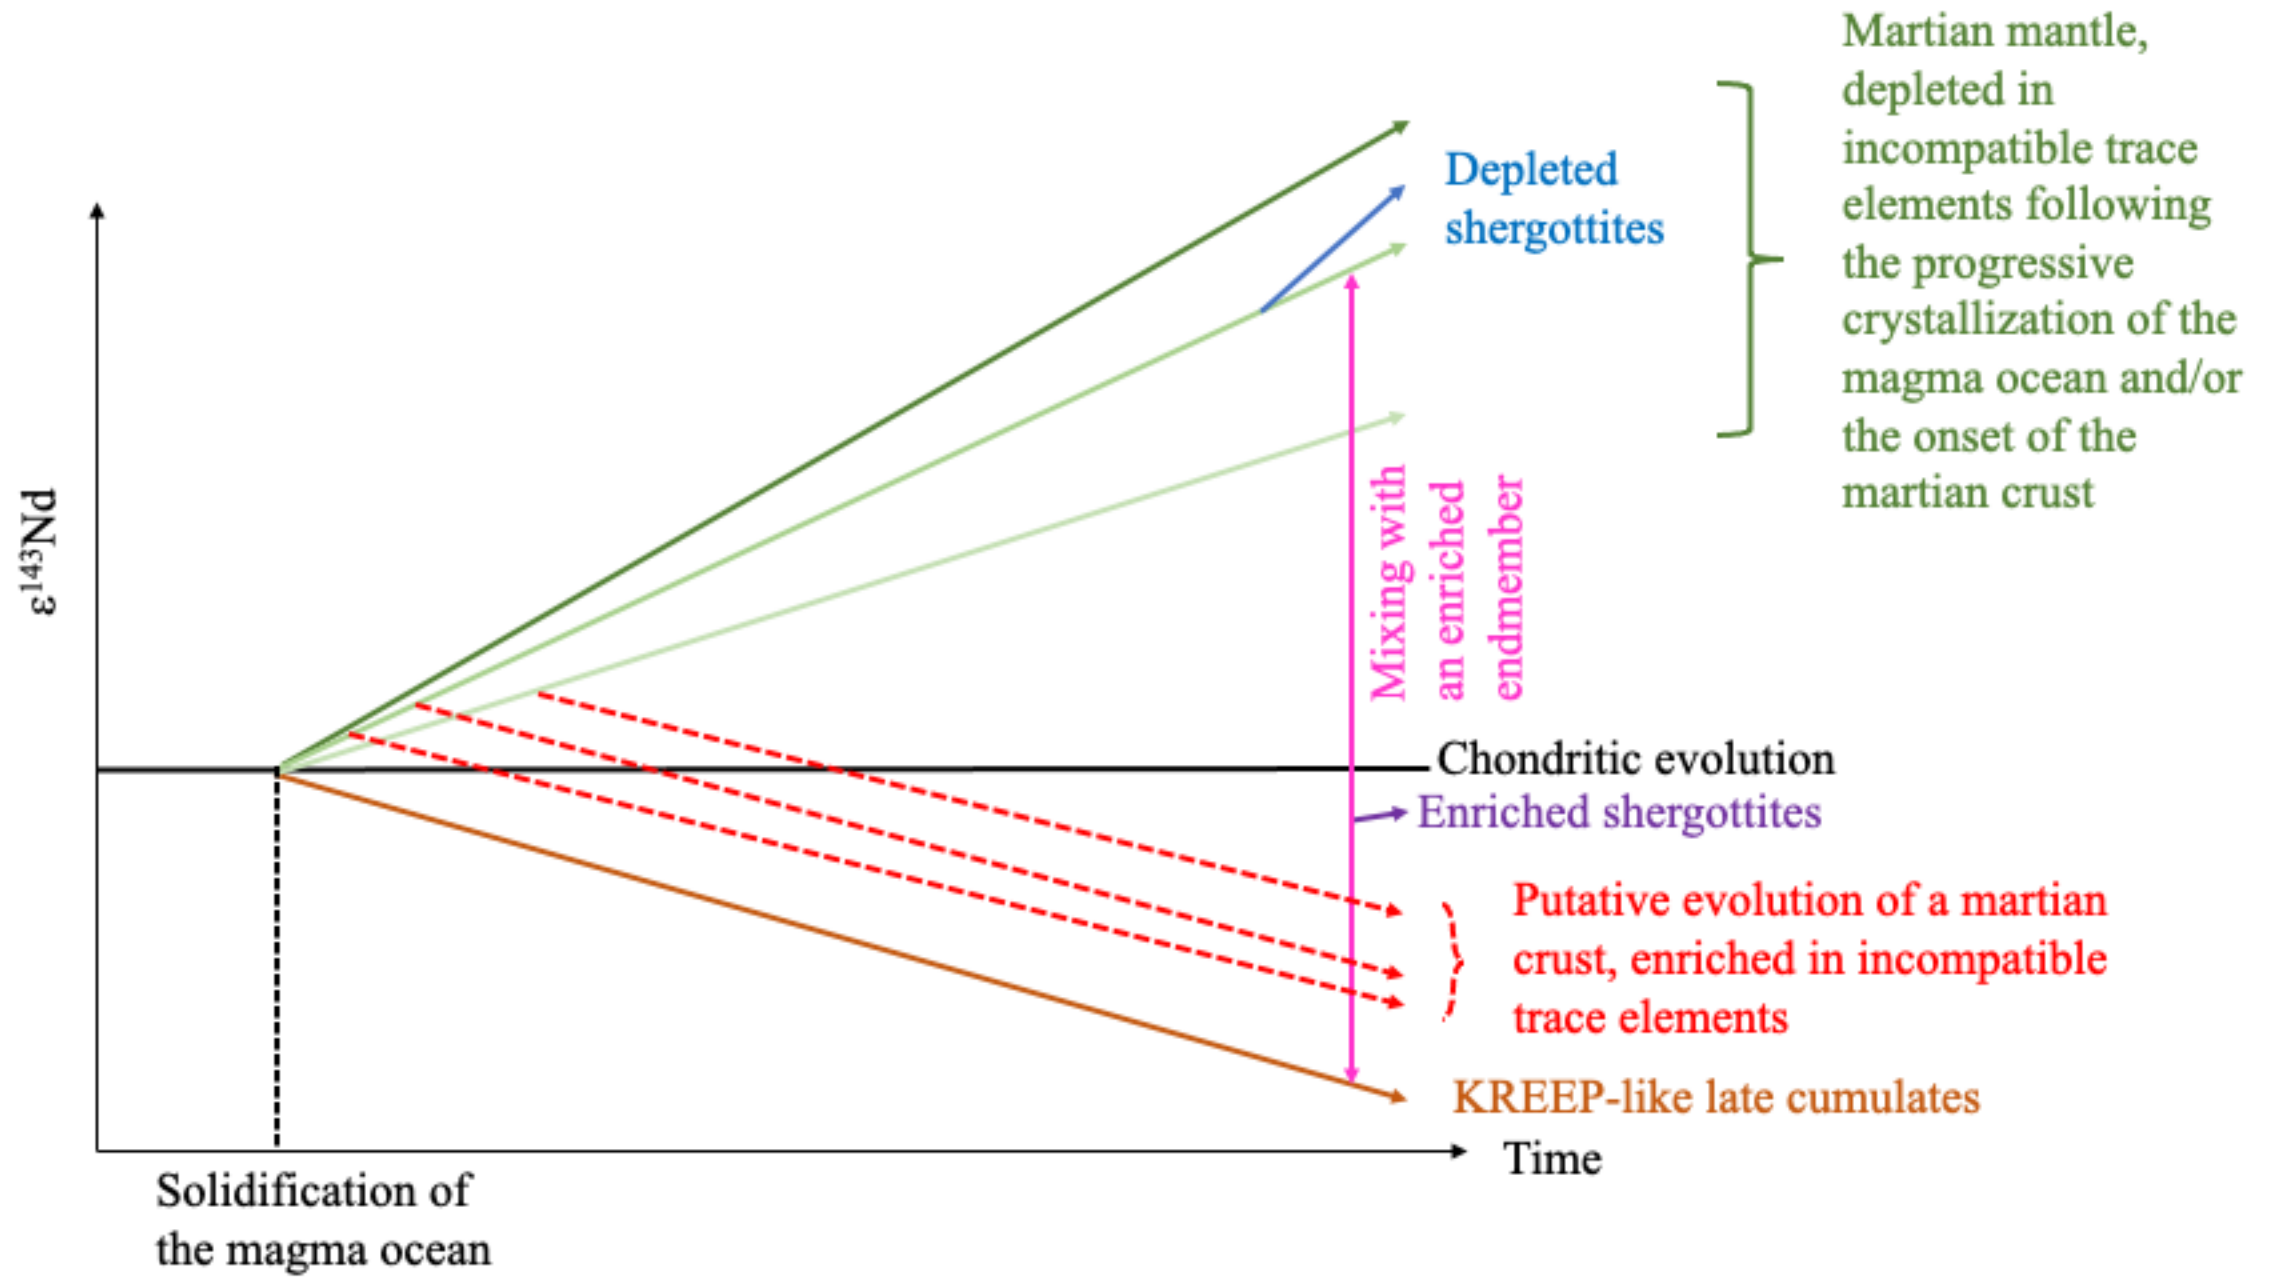 Martian mantle,
depleted in
incompatible trace
elements following
the progressive
crystallization of the
magma ocean and/or
the onset of the
martian crust
Depleted
shergottites
ε¹⁴³Nd
Mixing with
an enriched
endmember
Chondritic evolution
Enriched shergottites
Putative evolution of a martian
crust, enriched in incompatible
trace elements
KREEP-like late cumulates
Time
Solidification of
the magma ocean